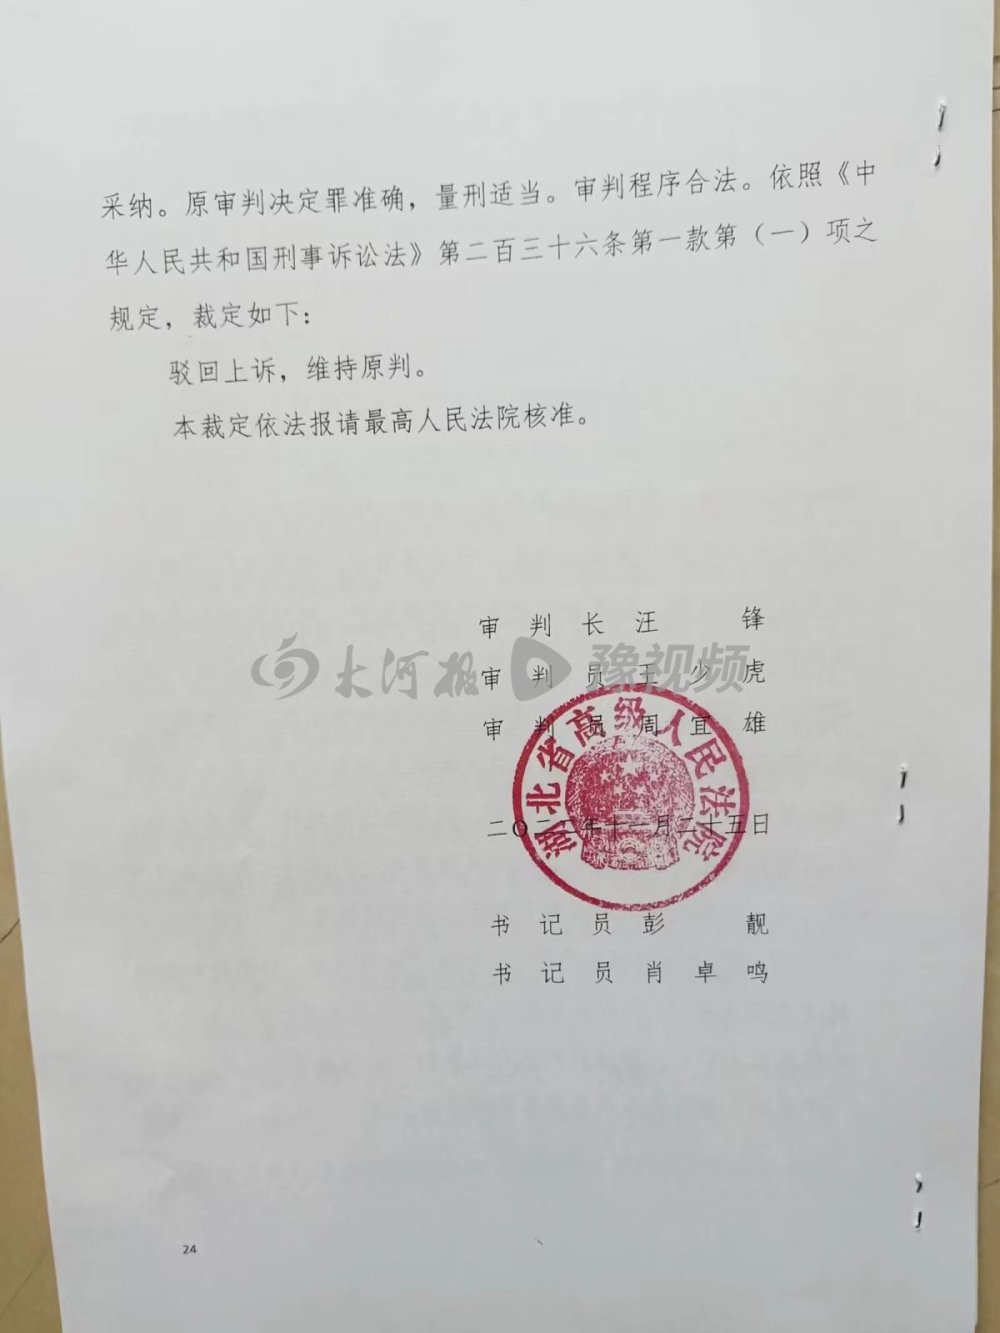 采纳。原审判决定罪准确，量刑适当。审判程序合法。依照《中
华人民共和国刑事诉讼法》第二百三十六条第一款第（一）项之
规定，裁定如下：
驳回上诉，维持原判。
本裁定依法报请最高人民法院核准。
审判长汪锋
大河报 豫视频
审判员王少虎
审判员周宜雄
湖北省高级人民法院
二〇二二年十一月二十五日
书记员彭靓
书记员肖卓鸣
24